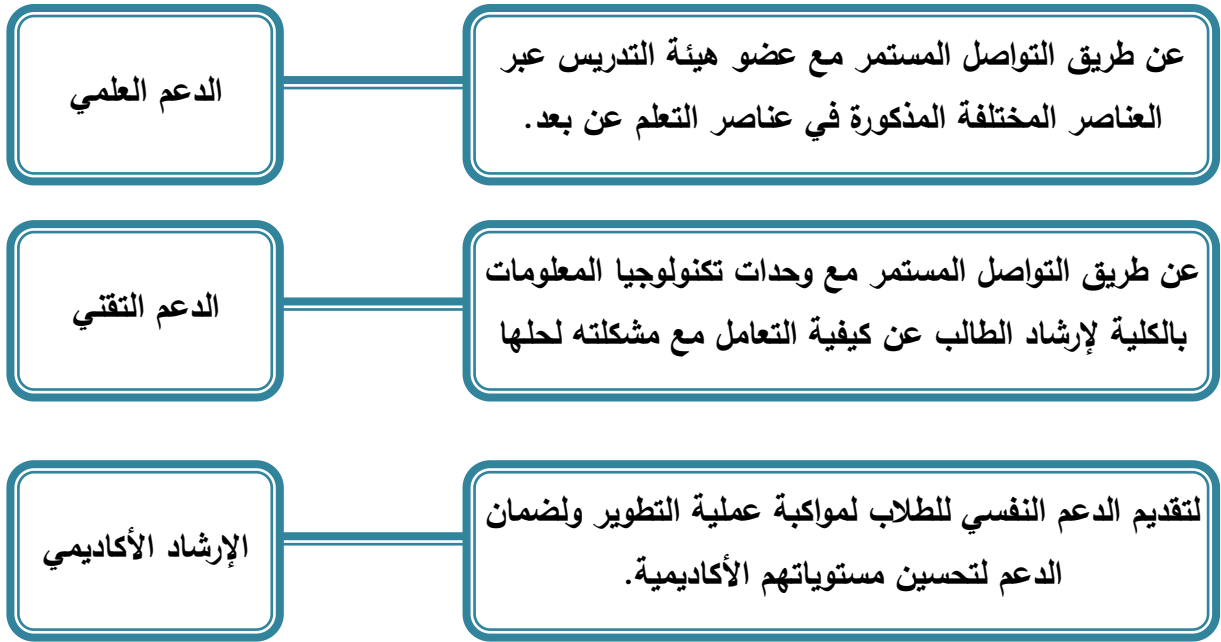 عن طريق التواصل المستمر مع عضو هيئة التدريس عبر
العناصر المختلفة المذكورة في عناصر التعلم عن بعد.
الدعم العلمي
عن طريق التواصل المستمر مع وحدات تكنولوجيا المعلومات
بالكلية لإرشاد الطالب عن كيفية التعامل مع مشكلته لحلها
الدعم التقني
لتقديم الدعم النفسي للطلاب لمواكبة عملية التطوير ولضمان
الدعم لتحسين مستوياتهم الأكاديمية.
الإرشاد الأكاديمي